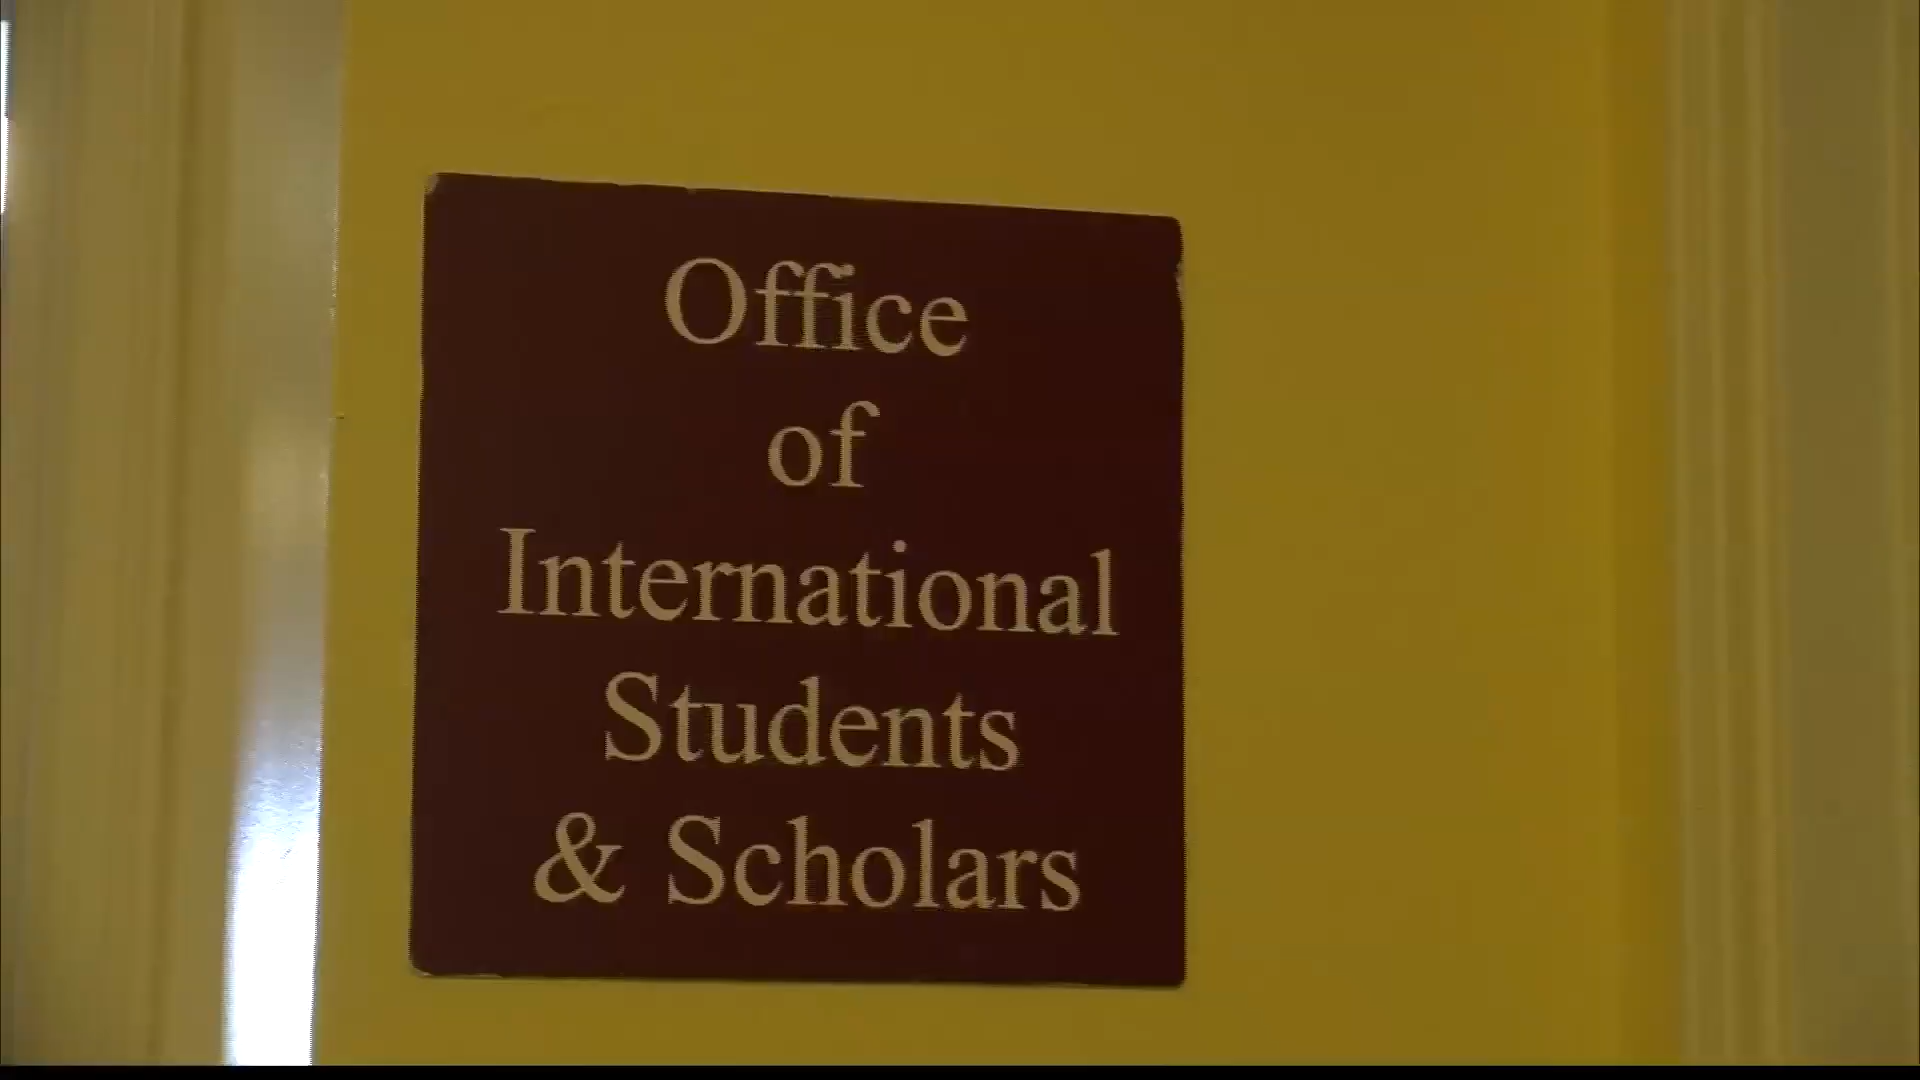 Office
of
International
Students
& Scholars